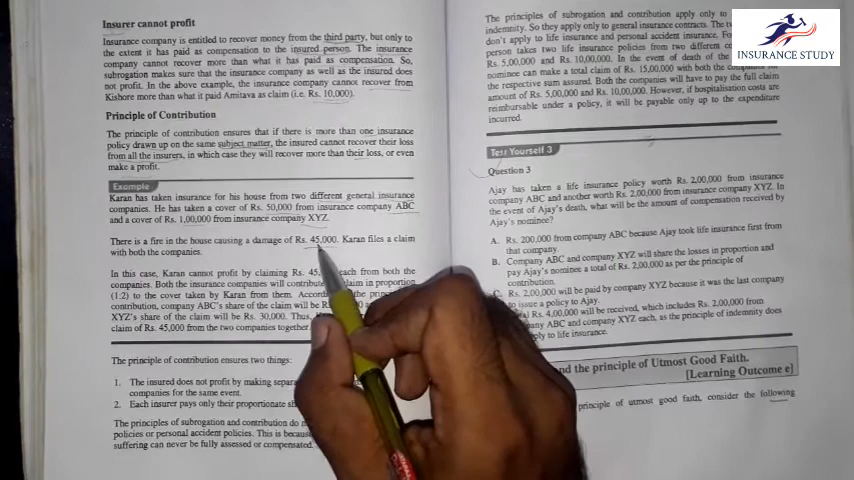 Insurer cannot profit
Insurance company is entitled to recover money from the third party, but only to
the extent it has paid as compensation to the insured person. The insurance
company cannot recover more than what it has paid as compensation. So,
subrogation makes sure that the insurance company as well as the insured does
not profit. In the above example, the insurance company cannot recover from
Kishore more than what it paid Amitava as claim (i.e. Rs. 10,000).
Principle of Contribution
The principle of contribution ensures that if there is more than one insurance
policy drawn up on the same subject matter, the insured cannot recover their loss
from all the insurers, in which case they will recover more than their loss, or even
make a profit.
Example
Karan has taken insurance for his house from two different general insurance
companies. He has taken a cover of Rs. 50,000 from insurance company ABC
and a cover of Rs. 1,00,000 from insurance company XYZ.
There is a fire in the house causing a damage of Rs. 45,000. Karan files a claim
with both the companies.
In this case, Karan cannot profit by claiming Rs. 45, each from both the
companies. Both the insurance companies will contribute claim in proportion
(1:2) to the cover taken by Karan from them. the
contribution, company ABC's share of the claim will be
XYZ's share of the claim will be Rs. 30,000. Thus,
claim of Rs. 45,000 from the two companies together
The principle of contribution ensures two things:
1. The insured does not profit by making
companies for the same event.
2. Each insurer pays only their proportionate
The principles of subrogation and contribution do
policies or personal accident policies. This is
suffering can never be fully assessed or compensated.
The principles of subrogation and contribution apply only to
indemnity. So they apply only to general insurance contracts. The
don't apply to life insurance and personal accident insurance.
person takes two life insurance policies from two different
Rs. 5,00,000 and Rs. 10,00,000. In the event of death of the
nominee can make a total claim of Rs. 15,00,000 with both the companies for
the respective sum assured. Both the companies will have to pay the full claim
amount of Rs. 5,00,000 and Rs. 10,00,000. However, if hospitalisation costs are
reimbursable under a policy, it will be payable only up to the expenditure
incurred.
INSURANCE STUDY
Test Yourself 3
Question 3
Ajay has taken a life insurance policy worth Rs. 2,00,000 from insurance
company ABC and another worth Rs. 2,00,000 from insurance company XYZ. In
the event of Ajay's death, what will be the amount of compensation received by
Ajay's nominee?
A. Rs. 200,000 from company ABC because Ajay took life insurance first from
that company.
B. Company ABC and company XYZ will share the losses in proportion and
pay Ajay's nominee a total of Rs. 2,00,000 as per the principle of
contribution.
C. Rs. 2,00,000 will be paid by company XYZ because it was the last company
to issue a policy to Ajay.
Rs. 4,00,000 will be received, which includes Rs. 2,00,000 from
ABC and company XYZ each, as the principle of indemnity does
apply to life insurance.
and the principle of Utmost Good Faith.
[Learning Outcome e]
principle of utmost good faith, consider the following